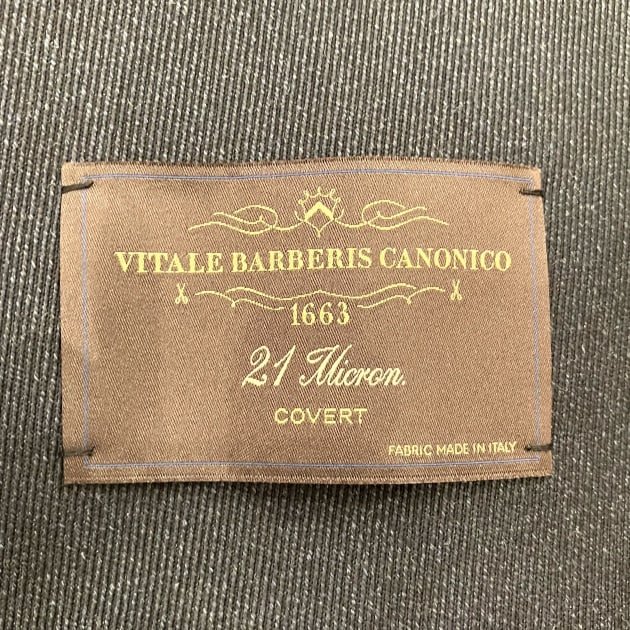 VITALE BARBERIS CANONICO
1663
21 Micron.
COVERT
FABRIC MADE IN ITALY